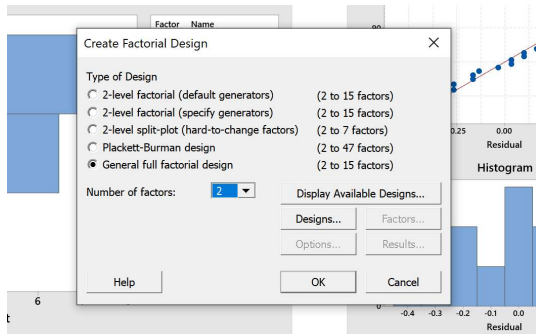 Factor Name
Create Factorial Design
Type of Design
2-level factorial (default generators) (2 to 15 factors)
2-level factorial (specify generators) (2 to 15 factors)
2-level split-plot (hard-to-change factors) (2 to 7 factors)
Plackett-Burman design (2 to 47 factors)
General full factorial design (2 to 15 factors)
Number of factors: 2 Display Available Designs...
Designs... Factors...
Options... Results...
Help OK Cancel
0.25 0.00
Residual
Histogram
6
-0.4 -0.3 -0.2 -0.1 0.0
Residual